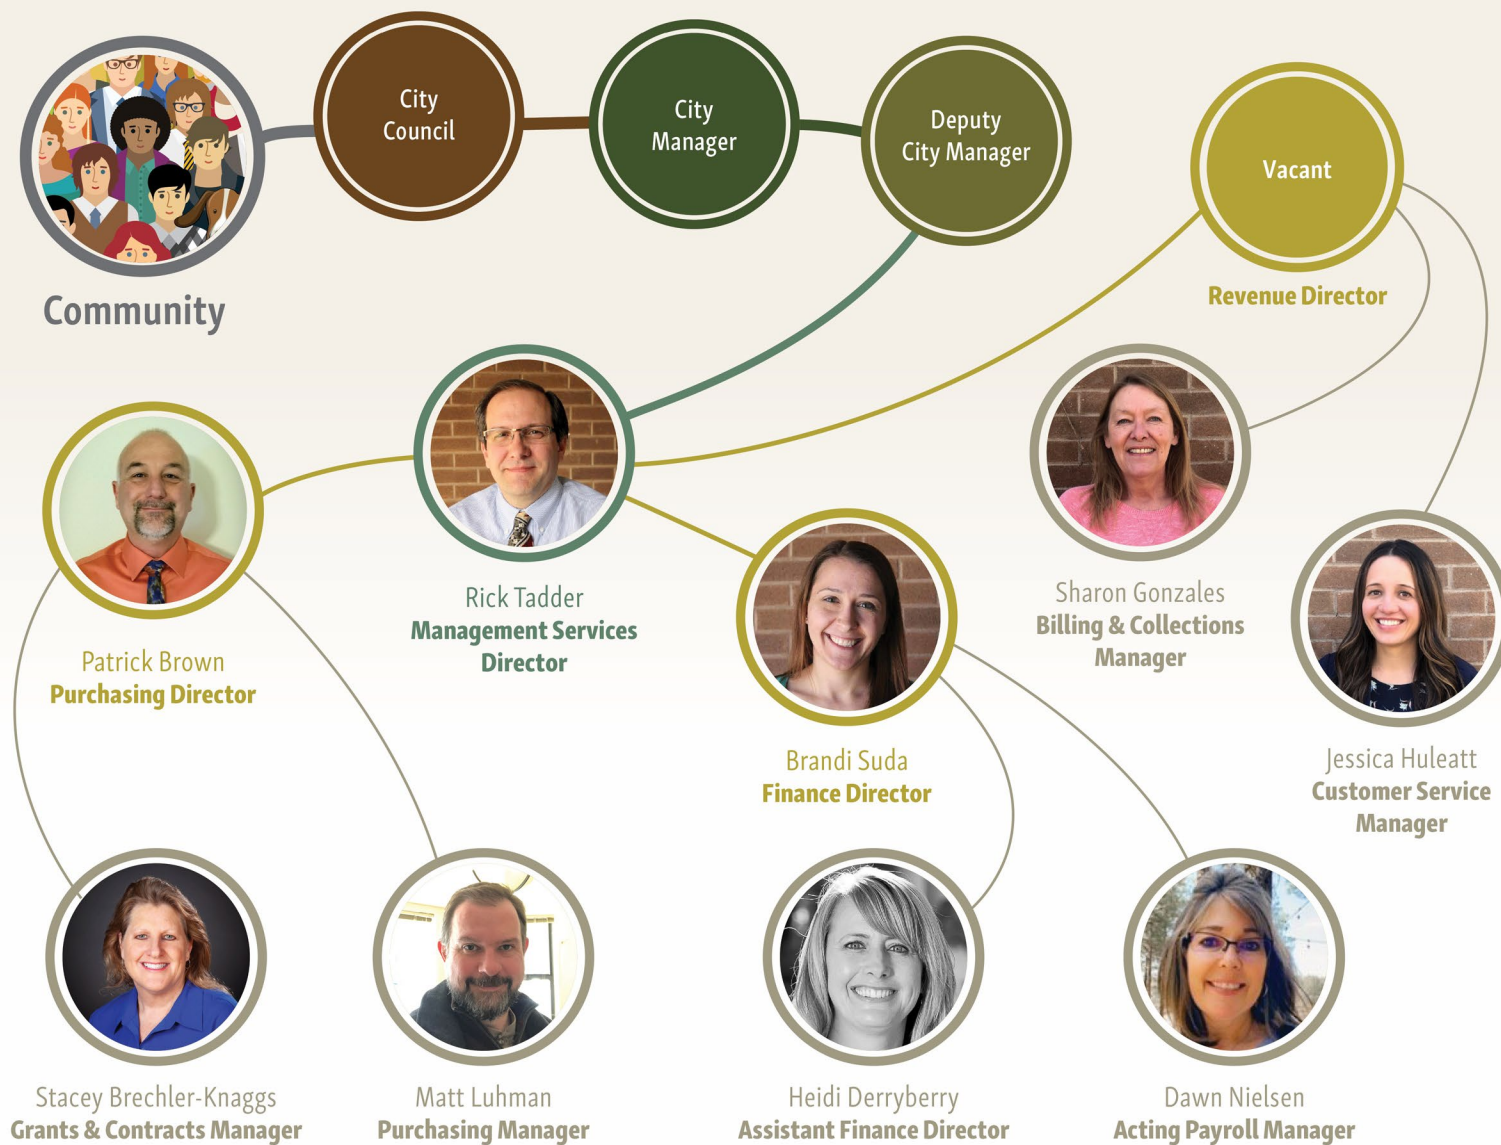 City
Council
City
Manager
Deputy
City Manager
Vacant
Community
Revenue Director
Rick Tadder
Management Services
Director
Sharon Gonzales
Billing & Collections
Manager
Patrick Brown
Purchasing Director
Brandi Suda
Finance Director
Jessica Huleatt
Customer Service
Manager
Stacey Brechler-Knaggs
Grants & Contracts Manager
Matt Luhman
Purchasing Manager
Heidi Derryberry
Assistant Finance Director
Dawn Nielsen
Acting Payroll Manager